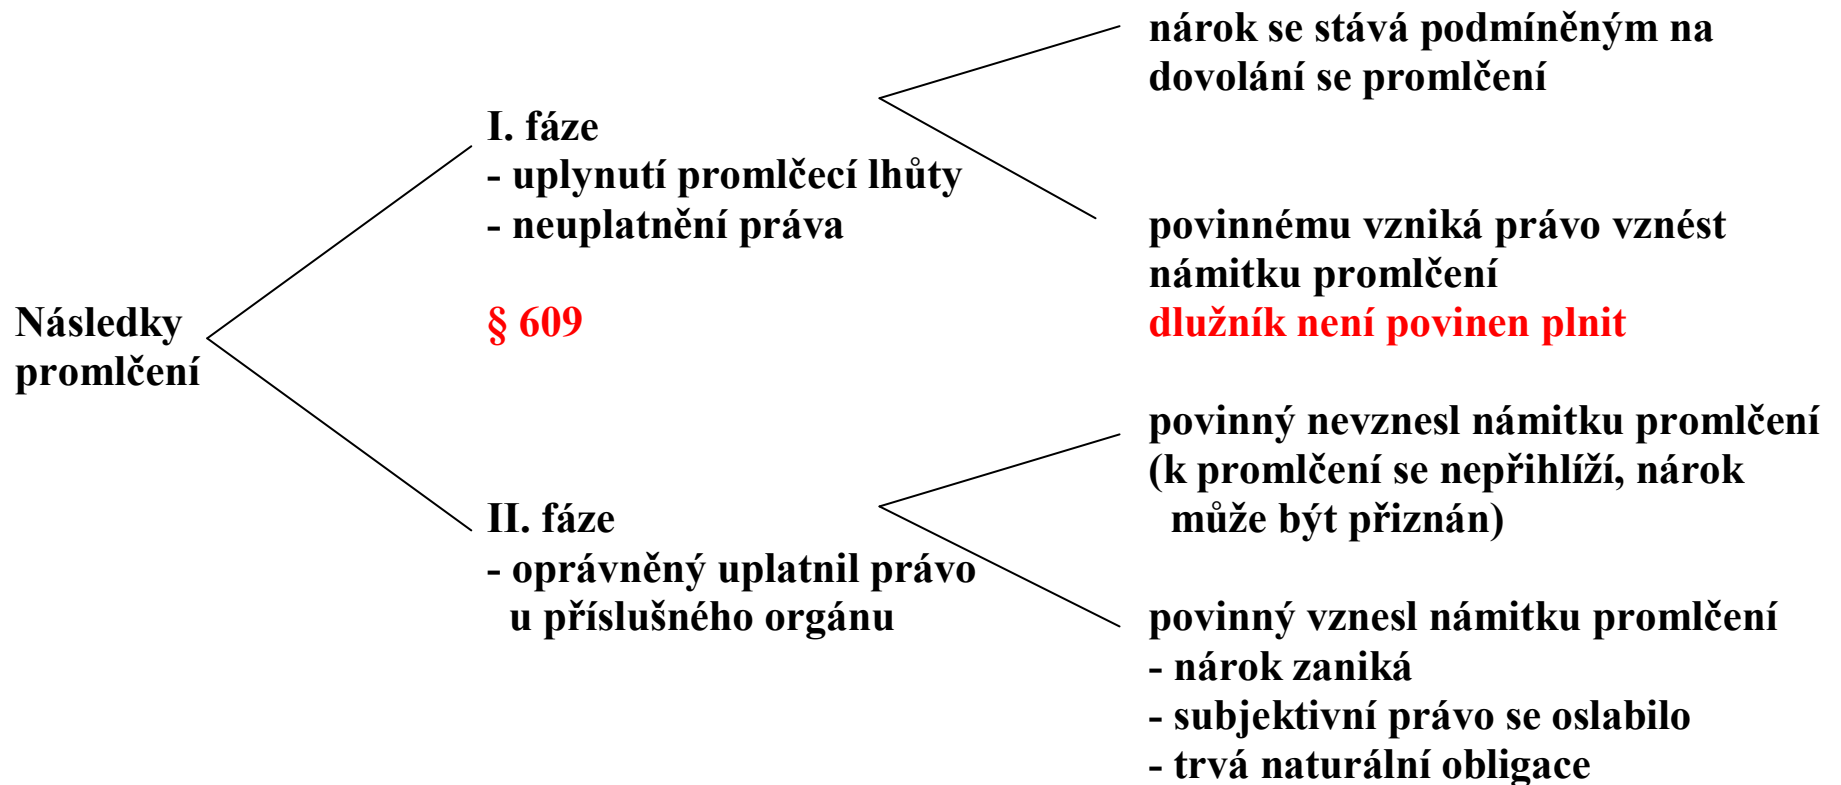 Následky
promlčení
I. fáze
- uplynutí promlčecí lhůty
- neuplatnění práva
§ 609
nárok se stává podmíněným na
dovolání se promlčení
povinnému vzniká právo vznést
námitku promlčení
dlužník není povinen plnit
II. fáze
- oprávněný uplatnil právo
u příslušného orgánu
povinný nevznesl námitku promlčení
(k promlčení se nepřihlíží, nárok
může být přiznán)
povinný vznesl námitku promlčení
- nárok zaniká
- subjektivní právo se oslabilo
- trvá naturální obligace